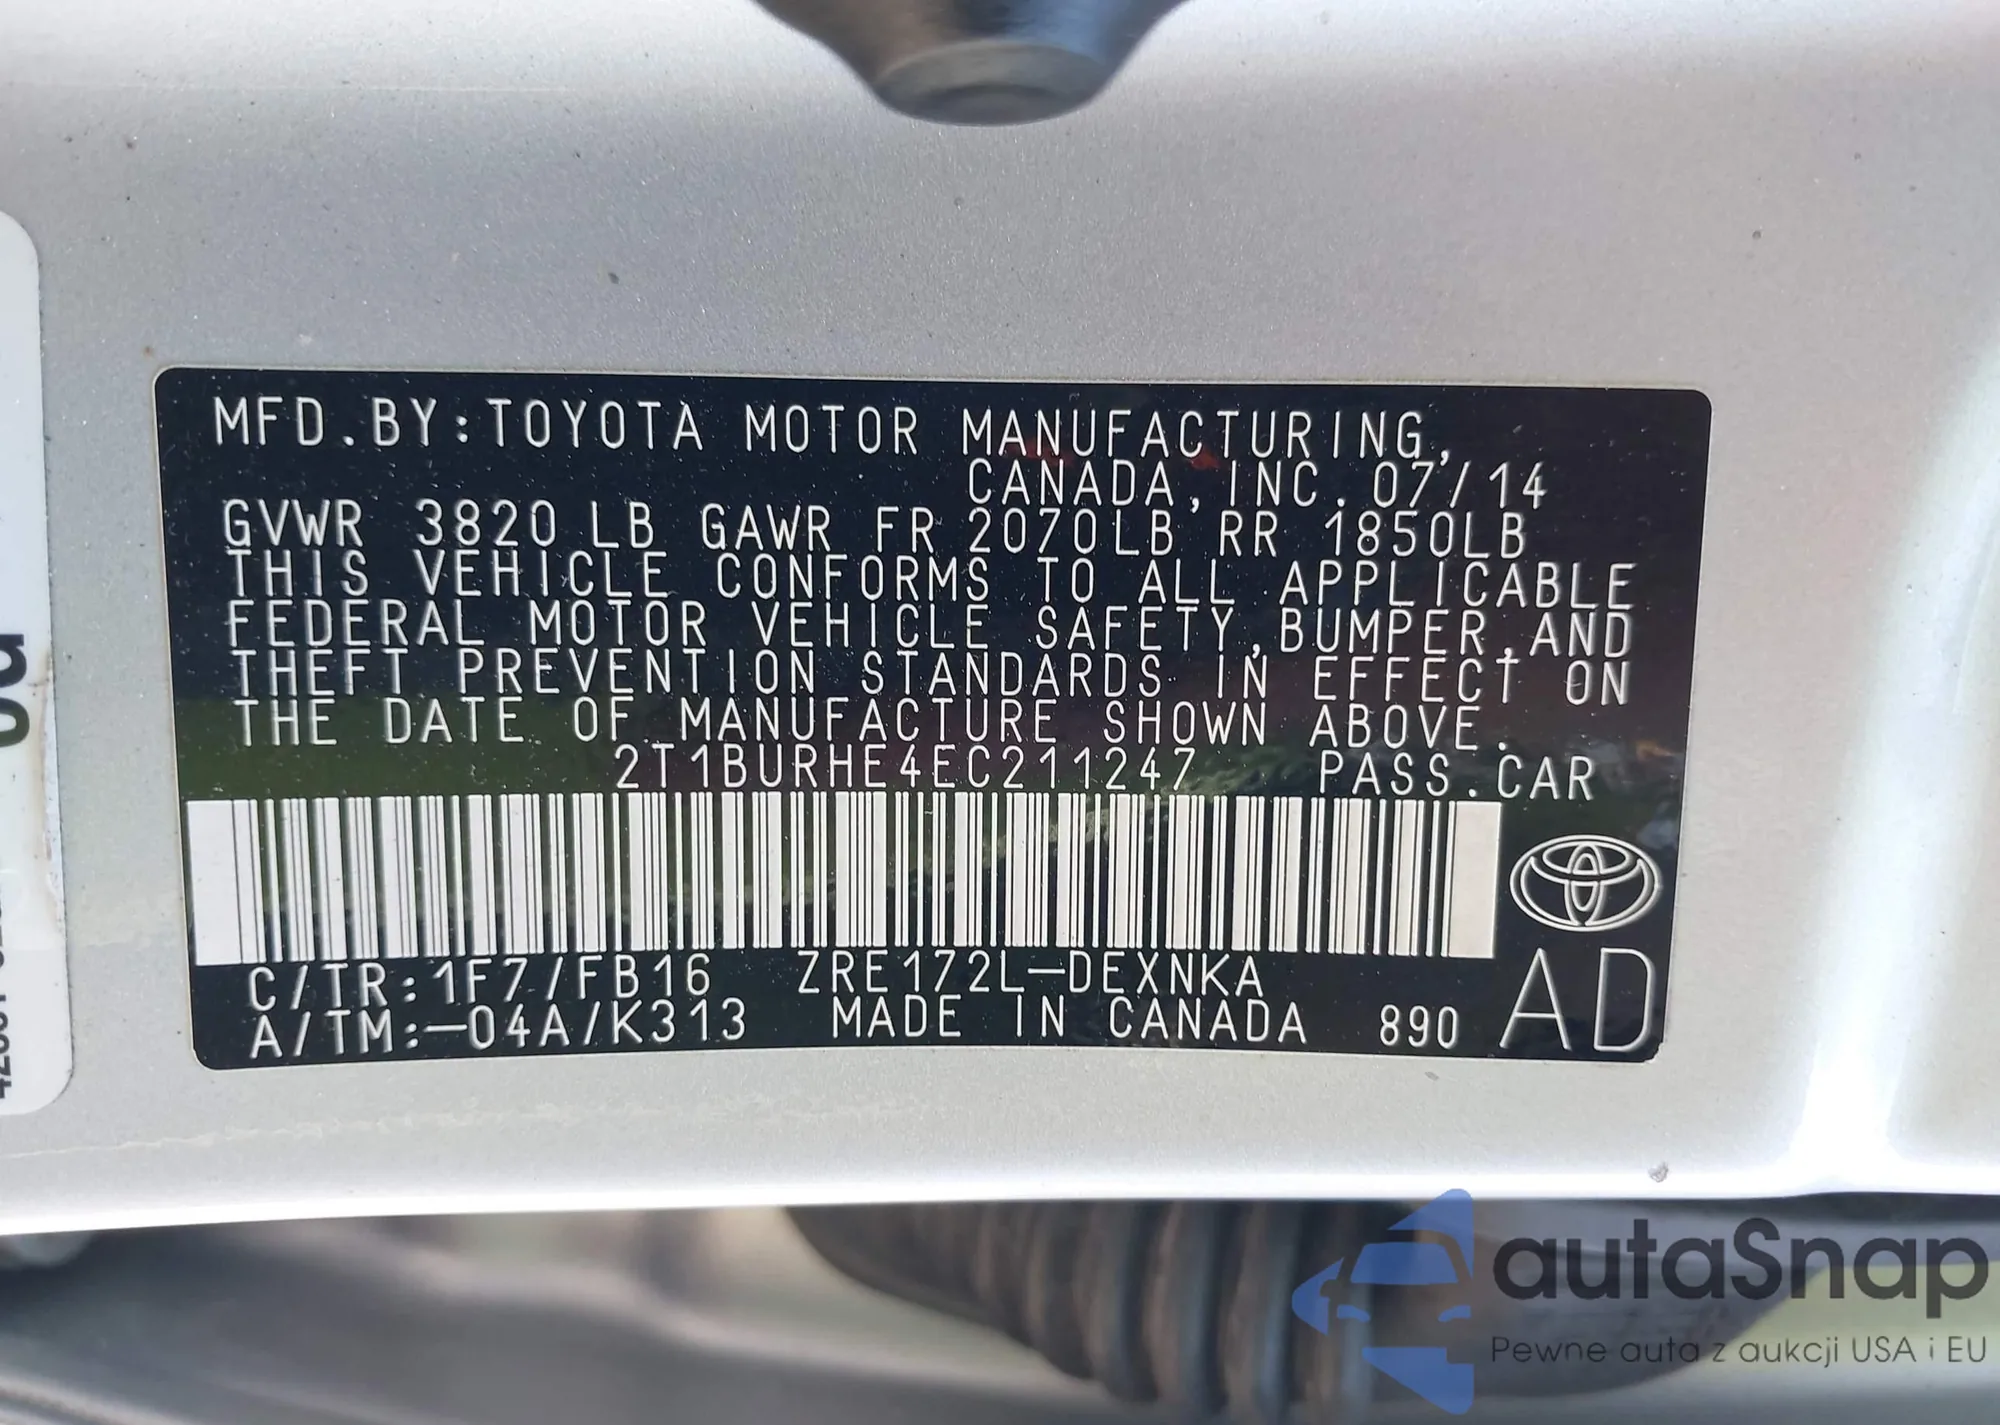 MFD.BY:TOYOTA MOTOR MANUFACTURING,
CANADA,INC.07/14
GVWR 3820 LB GAWR FR 2070LB RR 1850LB
THIS VEHICLE CONFORMS TO ALL APPLICABLE
FEDERAL MOTOR VEHICLE SAFETY,BUMPER,AND
THEFT PREVENTION STANDARDS IN EFFECT ON
THE DATE OF MANUFACTURE SHOWN ABOVE.
2T1BURHE4EC211247 PASS.CAR
C/TR:1F7/FB16 ZRE172L-DEXNKA
A/TM:-04A/K313 MADE IN CANADA 890 AD
autaSnap
Pewne auta z aukcji USA i EU